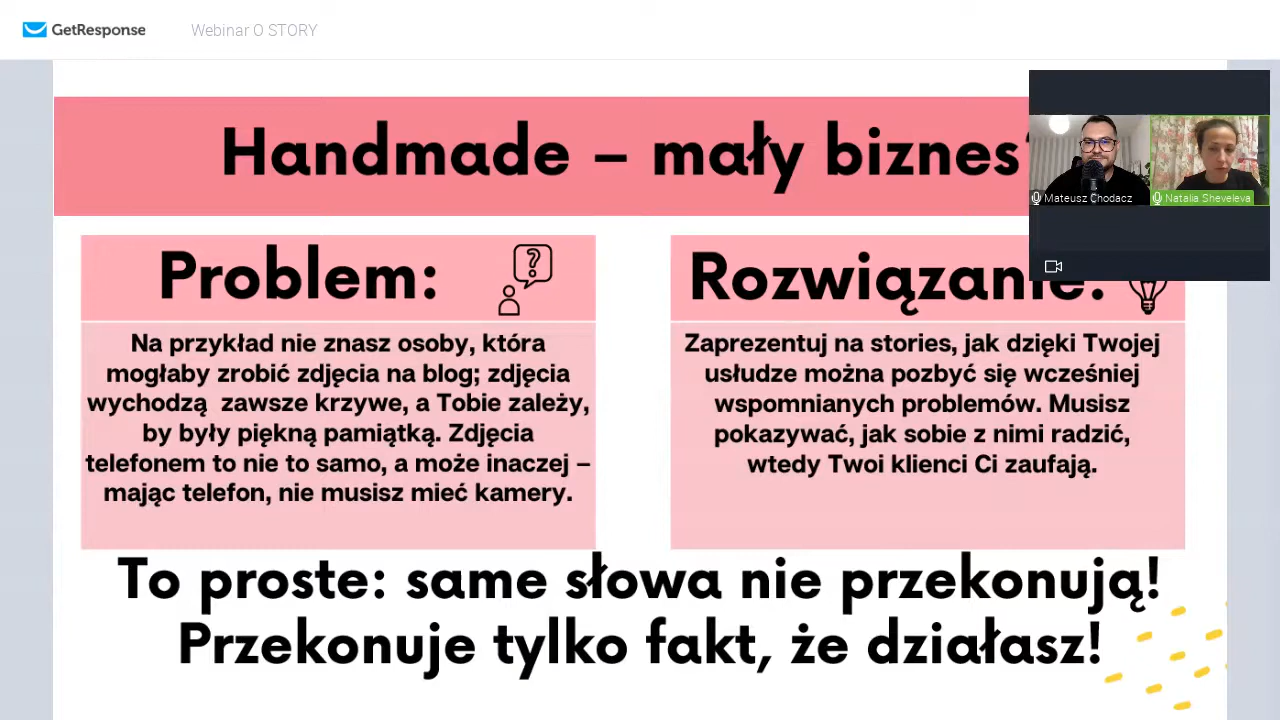 GetResponse
Webinar O STORY
Handmade – mały biznes?
Mateusz Chodacz
Natalia Sheveleva
Problem:
?
Na przykład nie znasz osoby, która
mogłaby zrobić zdjęcia na blog; zdjęcia
wychodzą zawsze krzywe, a Tobie zależy,
by były piękną pamiątką. Zdjęcia
telefonem to nie to samo, a może inaczej –
mając telefon, nie musisz mieć kamery.
Rozwiązanie:
Zaprezentuj na stories, jak dzięki Twojej
usłudze można pozbyć się wcześniej
wspomnianych problemów. Musisz
pokazywać, jak sobie z nimi radzić,
wtedy Twoi klienci Ci zaufają.
To proste: same słowa nie przekonują!
Przekonuje tylko fakt, że działasz!